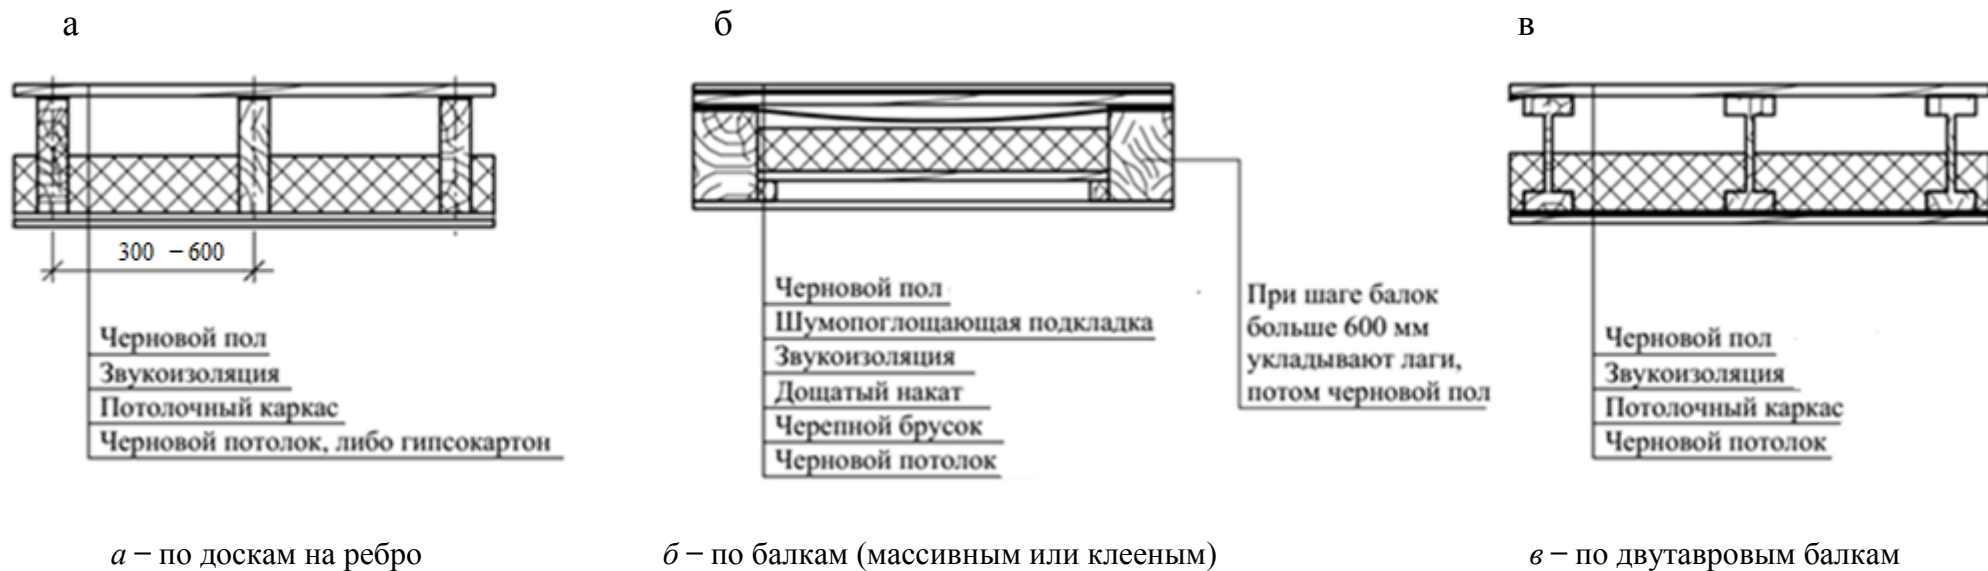 а
б
в
300 – 600
Черновой пол
Звукоизоляция
Потолочный каркас
Черновой потолок, либо гипсокартон
Черновой пол
Шумопоглощающая подкладка
Звукоизоляция
Дощатый накат
Черепной брусок
Черновой потолок
При шаге балок
больше 600 мм
укладывают лаги,
потом черновой пол
Черновой пол
Звукоизоляция
Потолочный каркас
Черновой потолок
а – по доскам на ребро
б – по балкам (массивным или клееным)
в – по двутавровым балкам